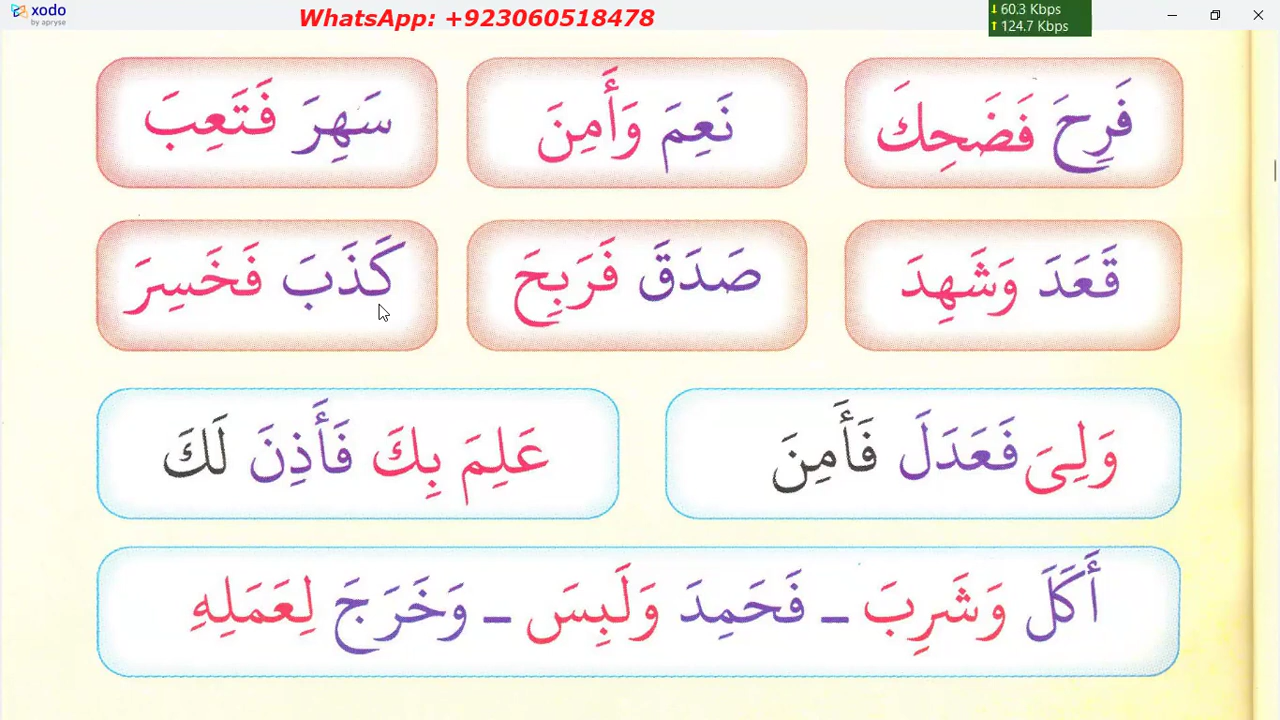 xodo
by apryse
WhatsApp: +923060518478
↓ 60.3 Kbps
↑ 124.7 Kbps
فَرِحَ فَضَحِكَ
نَعِمَ وَأَمِنَ
سَهِرَ فَتَعِبَ
قَعَدَ وَشَهِدَ
صَدَقَ فَرَبِحَ
كَذَبَ فَخَسِرَ
وَلِىَ فَعَدَلَ فَأَمِنَ
عَلِمَ بِكَ فَأَذِنَ لَكَ
أَكَلَ وَشَرِبَ ـ فَحَمِدَ وَلَبِسَ ـ وَخَرَجَ لِعَمَلِهِ